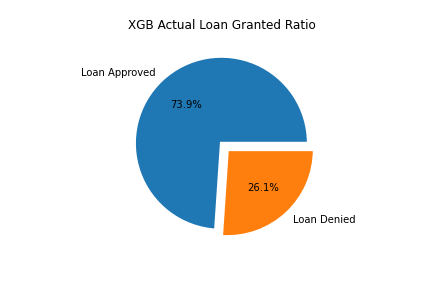 XGB Actual Loan Granted Ratio
Loan Approved
73.9%
26.1%
Loan Denied